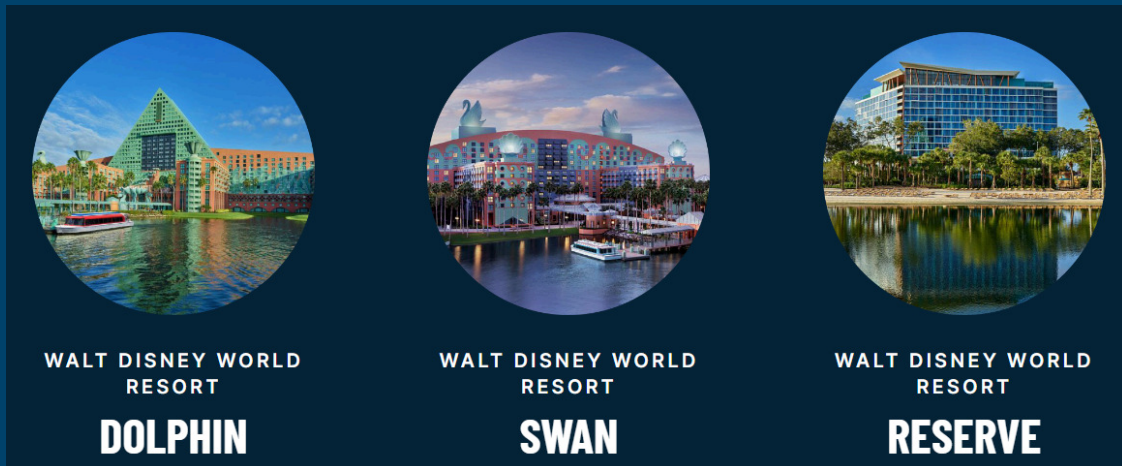 WALT DISNEY WORLD
RESORT
DOLPHIN
WALT DISNEY WORLD
RESORT
SWAN
WALT DISNEY WORLD
RESORT
RESERVE